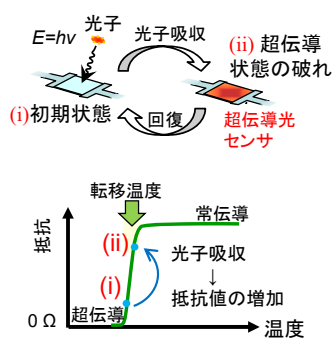 光子
E=hν
光子吸収
(ii) 超伝導
状態の破れ
(i)初期状態
回復
超伝導光
センサ
転移温度
抵抗
常伝導
(ii)
光子吸収
↓
抵抗値の増加
(i)
超伝導
0 Ω
温度